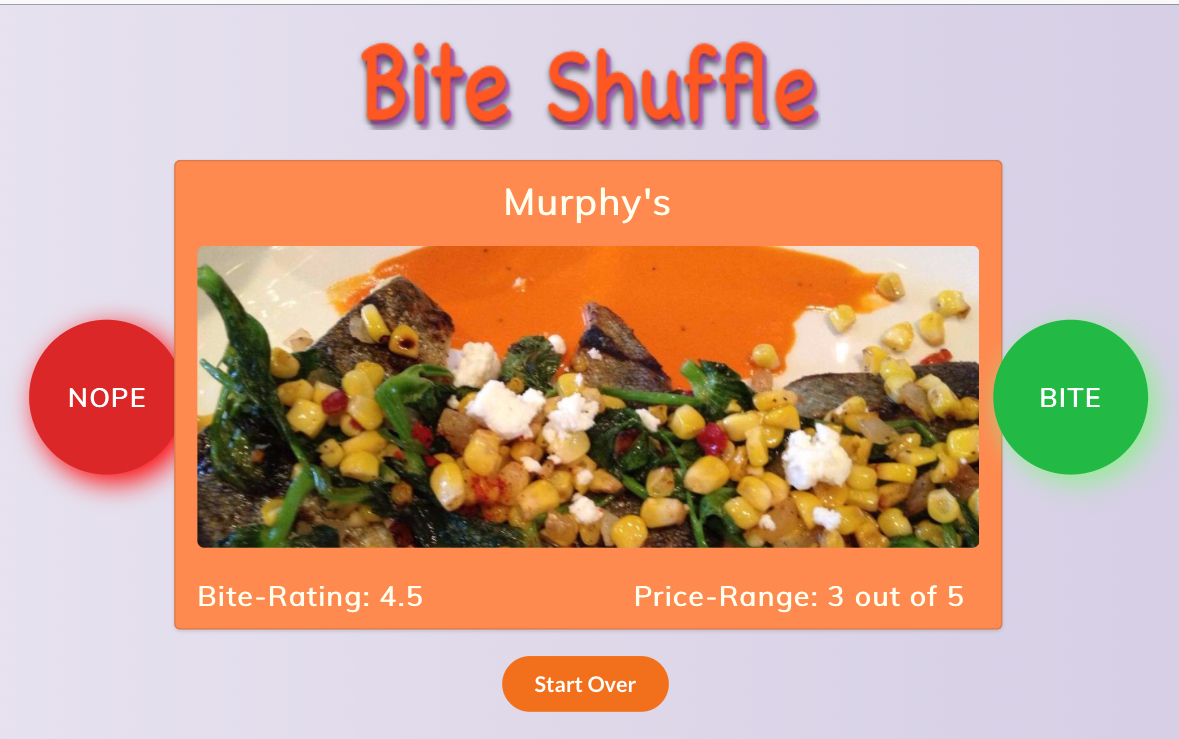 Bite Shuffle
Murphy's
NOPE
BITE
Bite-Rating: 4.5
Price-Range: 3 out of 5
Start Over